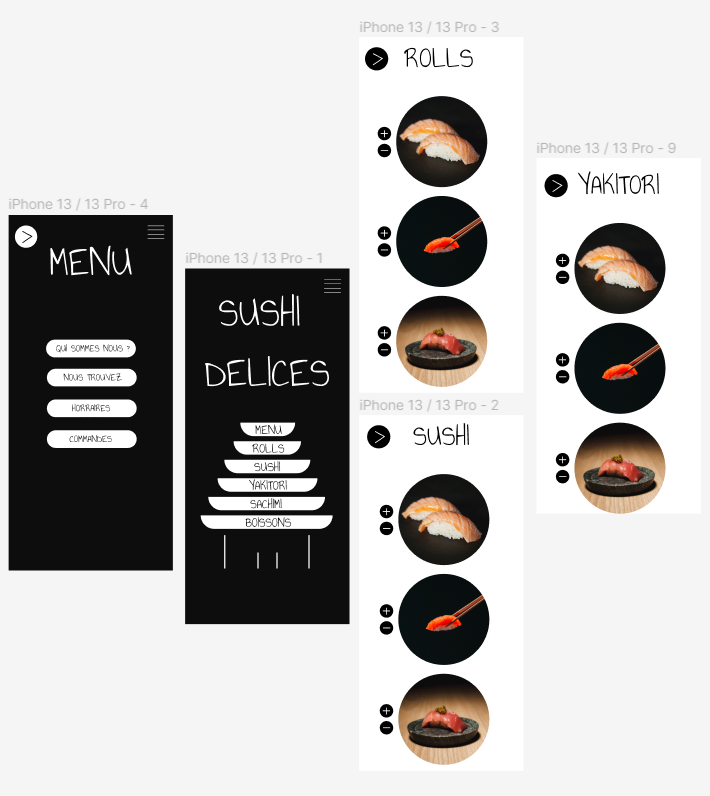 iPhone 13 / 13 Pro - 4
MENU
QUI SOMMES NOUS ?
NOUS TROUVEZ
HORRAIRES
COMMANDES
iPhone 13 / 13 Pro - 1
SUSHI
DELICES
MENU
ROLLS
SUSHI
YAKITORI
SACHIMI
BOISSONS
iPhone 13 / 13 Pro - 3
ROLLS
iPhone 13 / 13 Pro - 2
SUSHI
iPhone 13 / 13 Pro - 9
YAKITORI